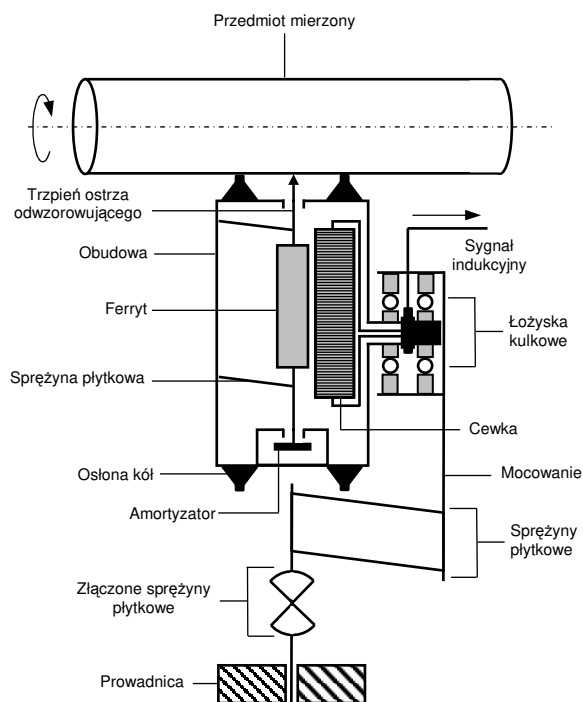 Przedmiot mierzony
Trzpień ostrza
odwzorowującego
Obudowa
Sygnał
indukcyjny
Ferryt
Łożyska
kulkowe
Sprężyna płytkowa
Cewka
Osłona kół
Mocowanie
Amortyzator
Sprężyny
płytkowe
Złączone sprężyny
płytkowe
Prowadnica